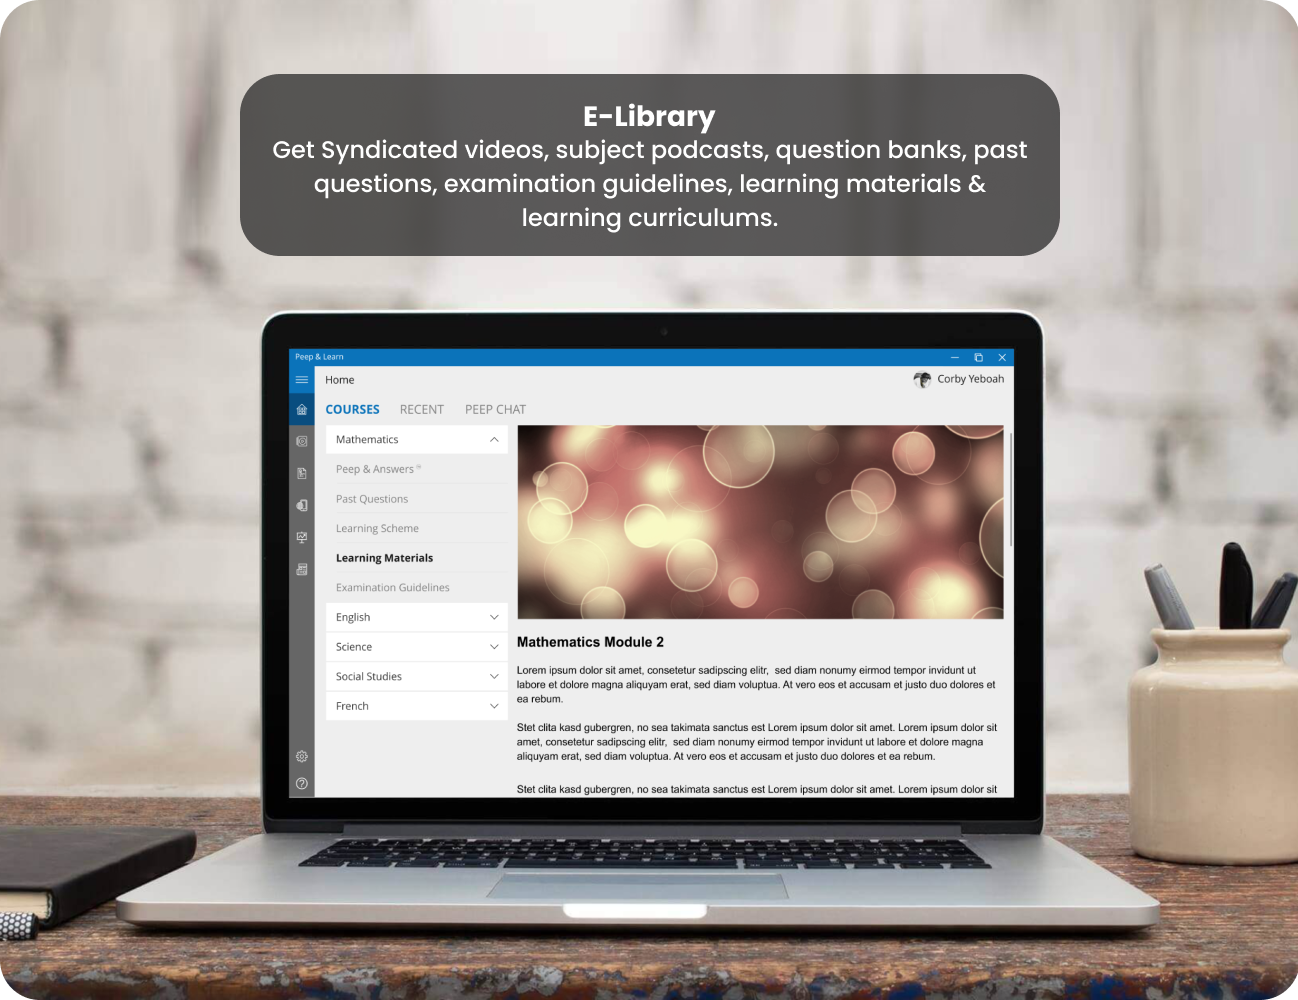 E-Library
Get Syndicated videos, subject podcasts, question banks, past
questions, examination guidelines, learning materials &
learning curriculums.
Peep & Learn
Home
Corby Yeboah
COURSES RECENT PEEP CHAT
Mathematics
Peep & Answers ®
Past Questions
Learning Scheme
Learning Materials
Examination Guidelines
English
Science
Social Studies
French
Mathematics Module 2
Lorem ipsum dolor sit amet, consetetur sadipscing elitr, sed diam nonumy eirmod tempor invidunt ut
labore et dolore magna aliquyam erat, sed diam voluptua. At vero eos et accusam et justo duo dolores et
ea rebum.
Stet clita kasd gubergren, no sea takimata sanctus est Lorem ipsum dolor sit amet. Lorem ipsum dolor sit
amet, consetetur sadipscing elitr, sed diam nonumy eirmod tempor invidunt ut labore et dolore magna
aliquyam erat, sed diam voluptua. At vero eos et accusam et justo duo dolores et ea rebum.
Stet clita kasd gubergren, no sea takimata sanctus est Lorem ipsum dolor sit amet. Lorem ipsum dolor sit